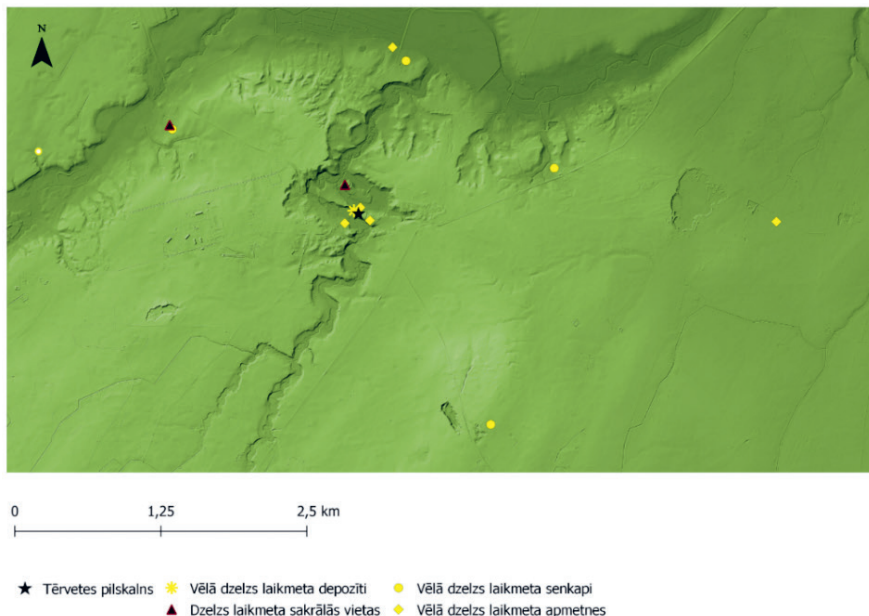 N
0 1,25 2,5 km
Tērvetes pilskalns Vēlā dzelzs laikmeta depozīti Vēlā dzelzs laikmeta senkapi
Dzelzs laikmeta sakrālās vietas Vēlā dzelzs laikmeta apmetnes